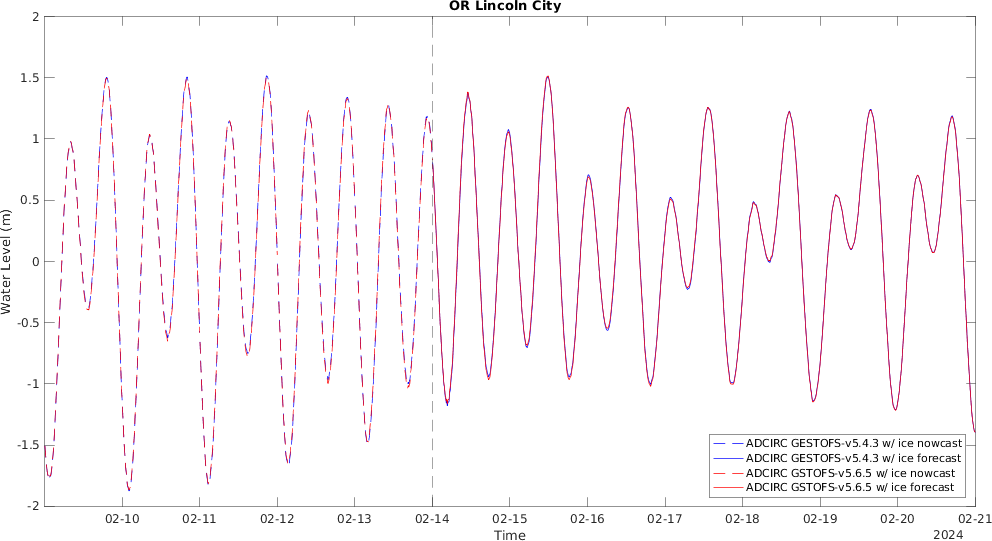 OR Lincoln City
2
1.5
1
0.5
0
-0.5
-1
-1.5
-2
Water Level (m)
ADCIRC GESTOFS-v5.4.3 w/ ice nowcast
ADCIRC GESTOFS-v5.4.3 w/ ice forecast
ADCIRC GSTOFS-v5.6.5 w/ ice nowcast
ADCIRC GSTOFS-v5.6.5 w/ ice forecast
02-10 02-11 02-12 02-13 02-14 02-15 02-16 02-17 02-18 02-19 02-20 02-21
Time
2024